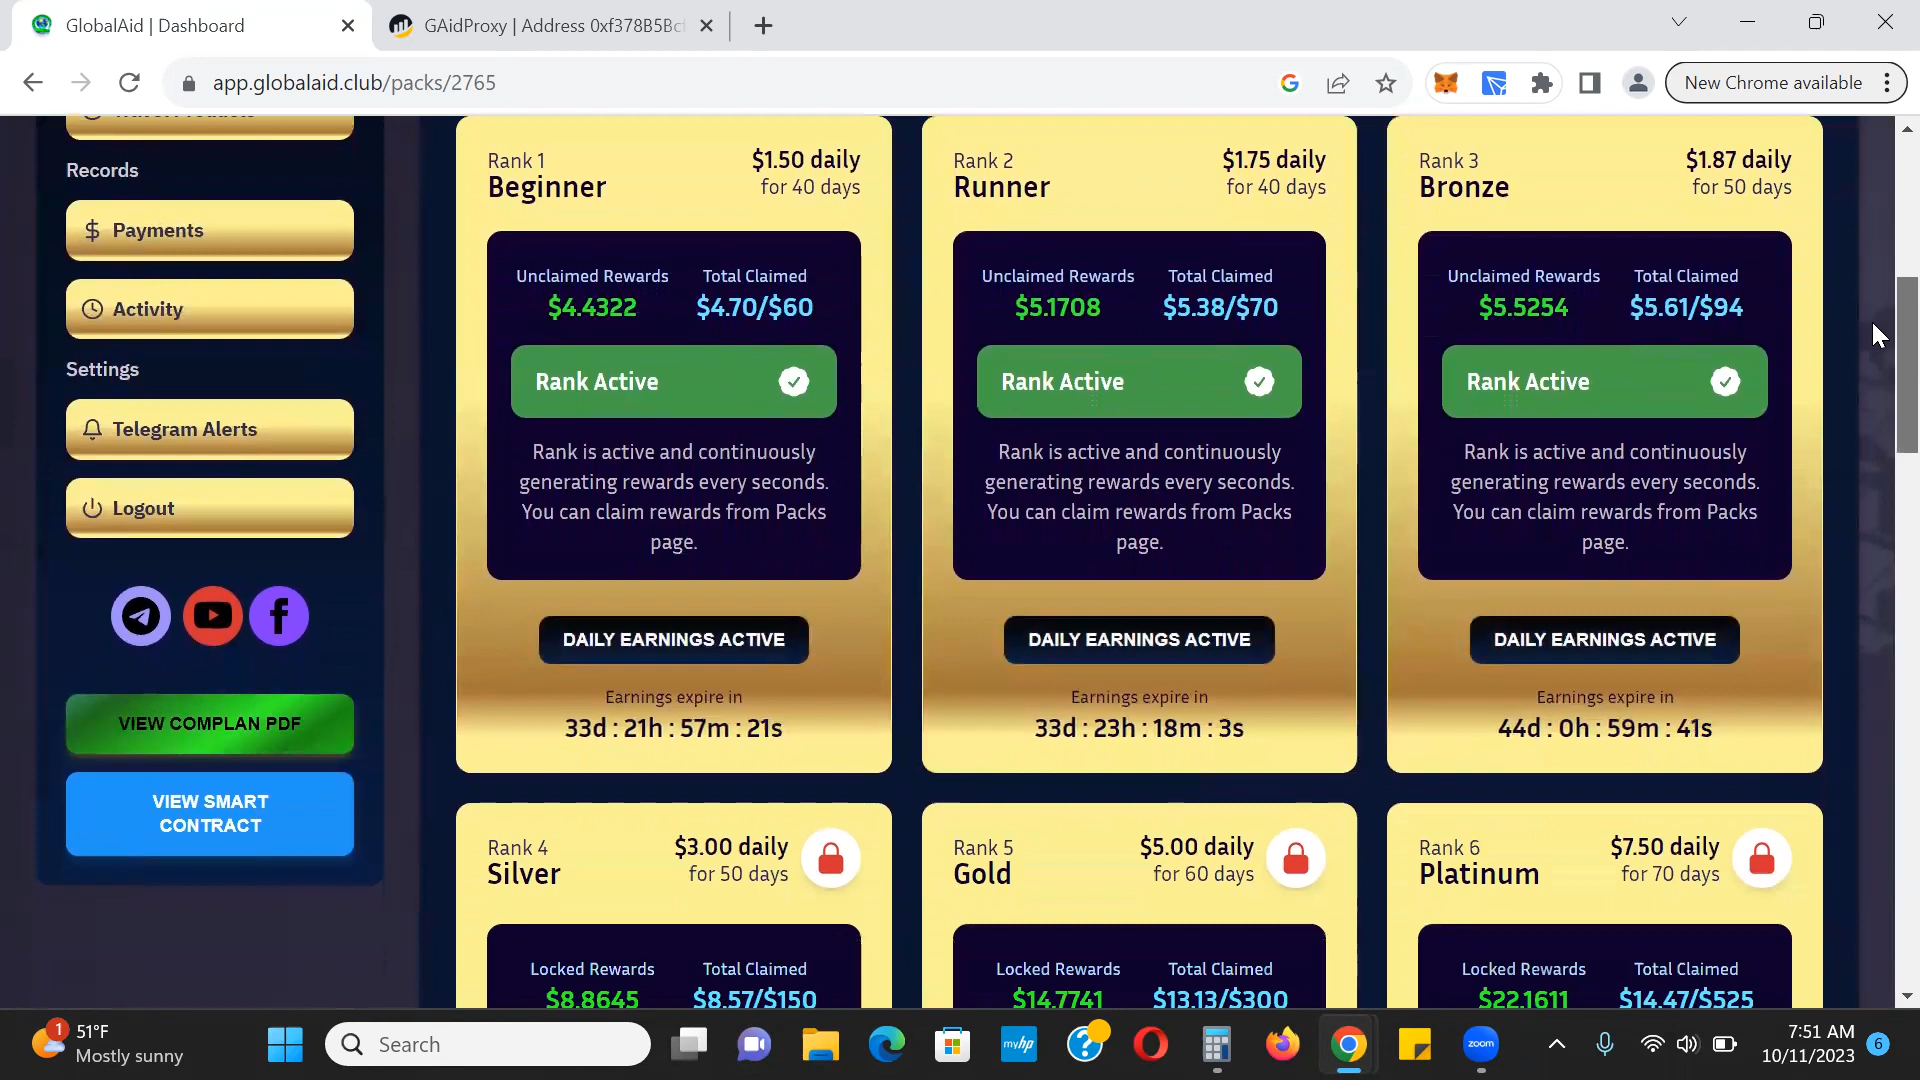 GlobalAid | Dashboard
GAidProxy | Address 0xf378B5Bc
app.globalaid.club/packs/2765
New Chrome available
Records
Payments
Activity
Settings
Telegram Alerts
Logout
VIEW COMPLAN PDF
VIEW SMART
CONTRACT
Rank 1
Beginner
$1.50 daily
for 40 days
Unclaimed Rewards
$4.4322
Total Claimed
$4.70/$60
Rank Active
Rank is active and continuously
generating rewards every seconds.
You can claim rewards from Packs
page.
DAILY EARNINGS ACTIVE
Earnings expire in
33d : 21h : 57m : 21s
Rank 2
Runner
$1.75 daily
for 40 days
Unclaimed Rewards
$5.1708
Total Claimed
$5.38/$70
Rank Active
Rank is active and continuously
generating rewards every seconds.
You can claim rewards from Packs
page.
DAILY EARNINGS ACTIVE
Earnings expire in
33d : 23h : 18m : 3s
Rank 3
Bronze
$1.87 daily
for 50 days
Unclaimed Rewards
$5.5254
Total Claimed
$5.61/$94
Rank Active
Rank is active and continuously
generating rewards every seconds.
You can claim rewards from Packs
page.
DAILY EARNINGS ACTIVE
Earnings expire in
44d : 0h : 59m : 41s
Rank 4
Silver
$3.00 daily
for 50 days
Locked Rewards
$8.8645
Total Claimed
$8.57/$150
Rank 5
Gold
$5.00 daily
for 60 days
Locked Rewards
$14.7741
Total Claimed
$13.13/$300
Rank 6
Platinum
$7.50 daily
for 70 days
Locked Rewards
$22.1611
Total Claimed
$14.47/$525
1
51°F
Mostly sunny
Search
myhp
zoom
7:51 AM
10/11/2023
6